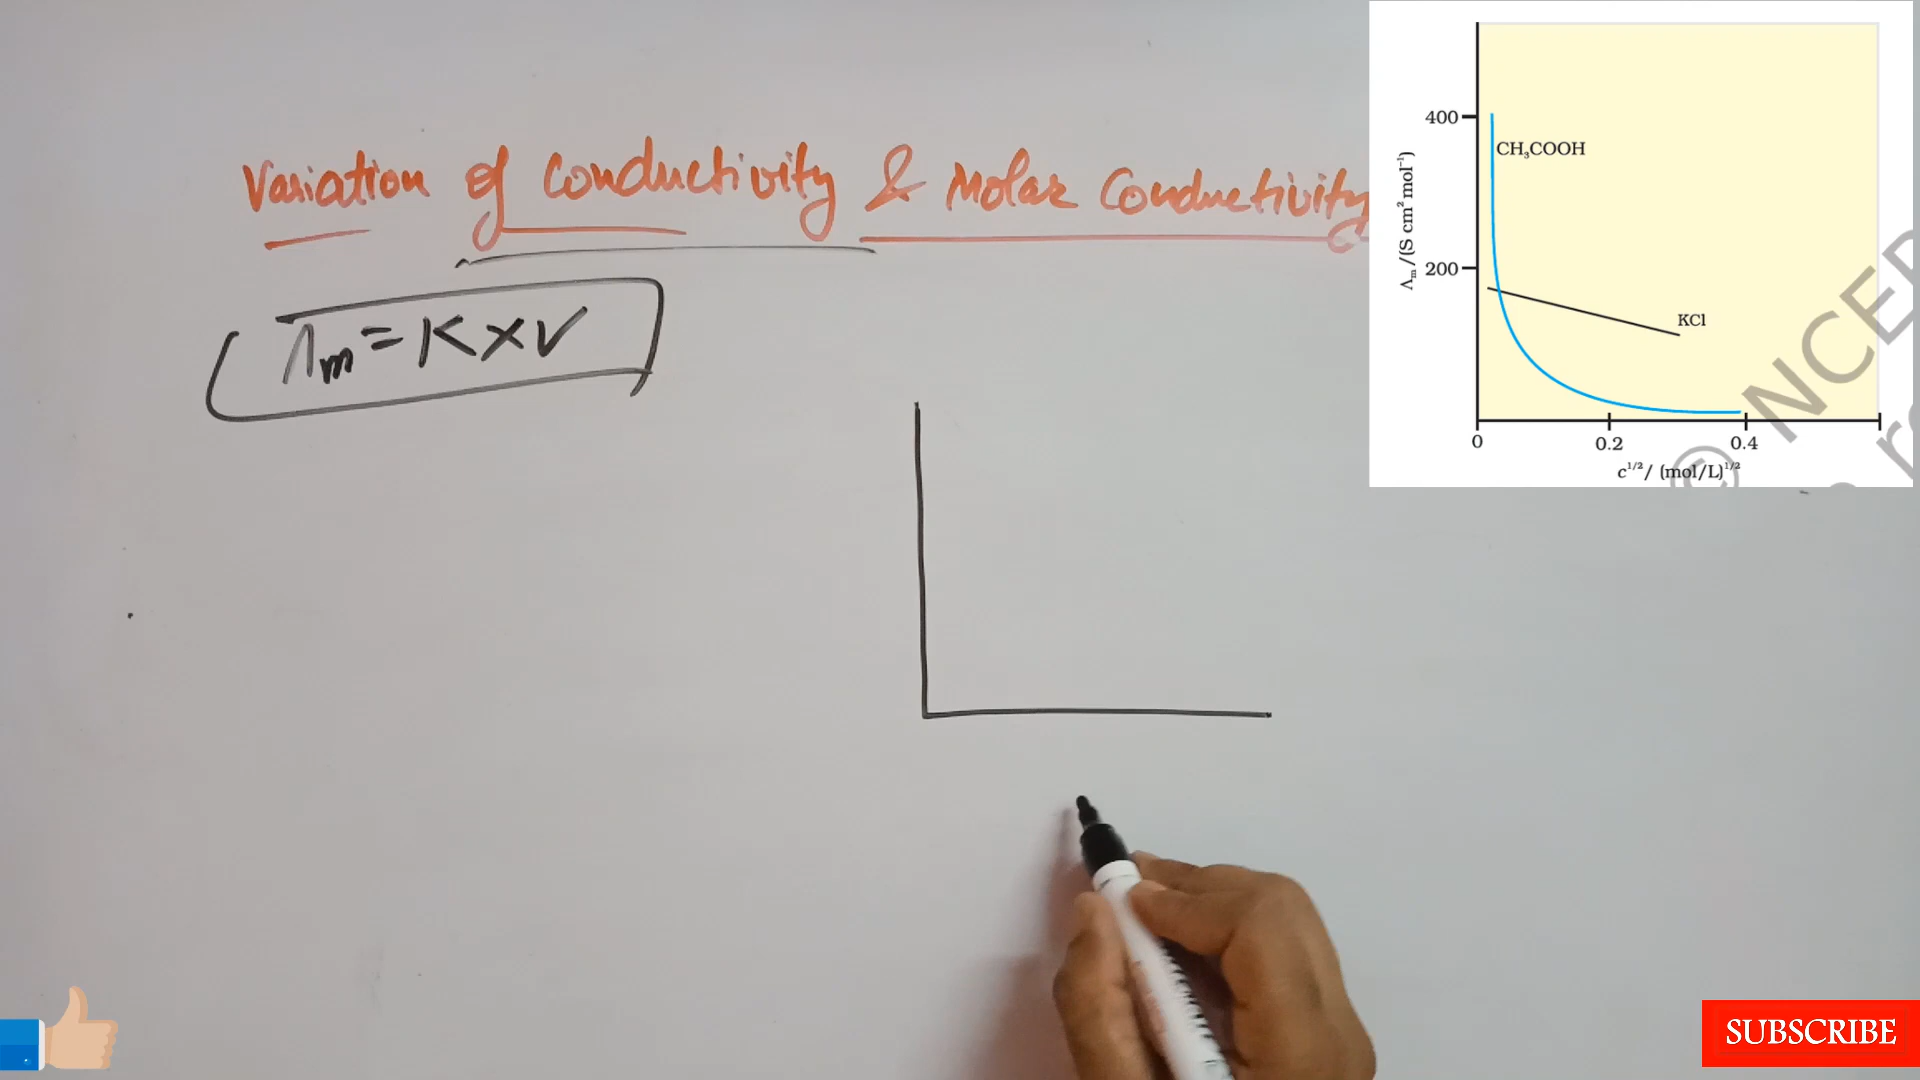 Variation of Conductivity & Molar Conductivity
Λm = K x V
400
CH₃COOH
Λm/(S cm² mol⁻¹)
200
KCl
0
0.2
0.4
c¹/²/ (mol/L)¹/²
SUBSCRIBE